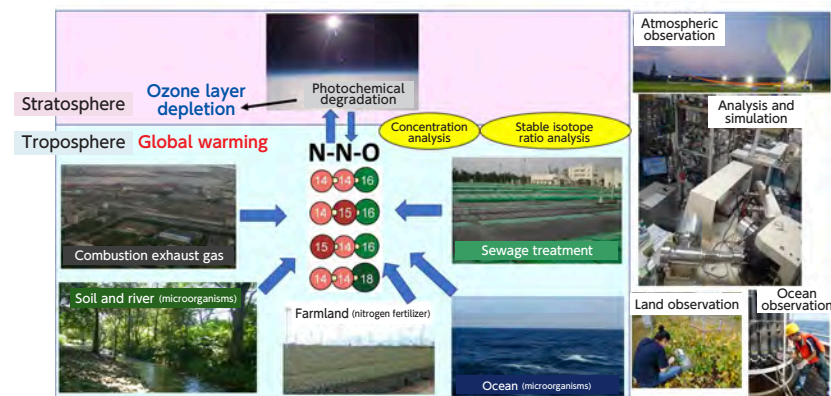 Stratosphere
Ozone layer
depletion
Photochemical
degradation
Troposphere
Global warming
Concentration
analysis
Stable isotope
ratio analysis
N-N-O
14 14 16
14 15 16
15 14 16
14 14 18
Combustion exhaust gas
Sewage treatment
Soil and river (microorganisms)
Farmland (nitrogen fertilizer)
Ocean (microorganisms)
Atmospheric
observation
Analysis and
simulation
Land observation
Ocean
observation